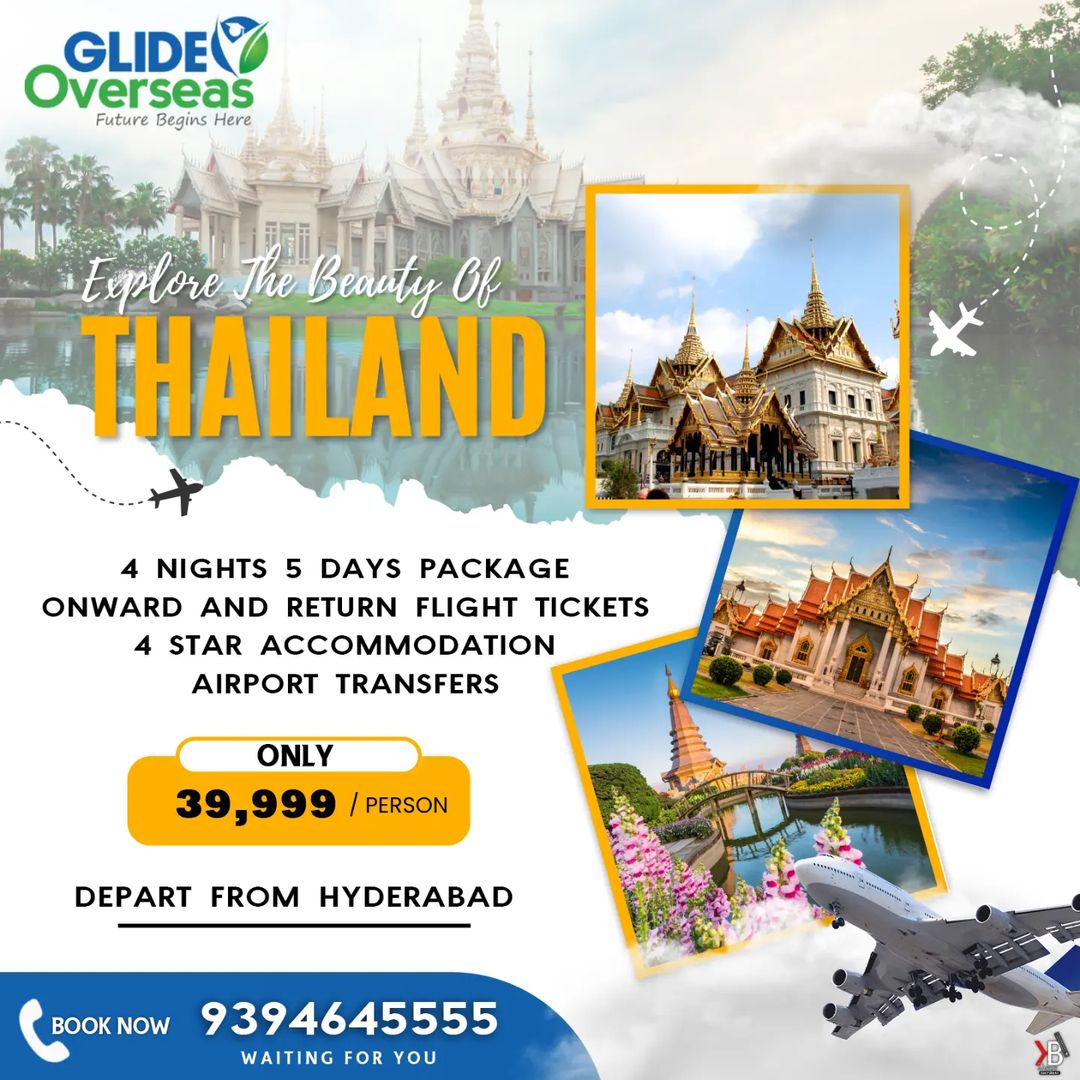 GLIDE
Overseas
Future Begins Here
Explore The Beauty Of
THAILAND
4 NIGHTS 5 DAYS PACKAGE
ONWARD AND RETURN FLIGHT TICKETS
4 STAR ACCOMMODATION
AIRPORT TRANSFERS
ONLY
39,999 / PERSON
DEPART FROM HYDERABAD
BOOK NOW 9394645555
WAITING FOR YOU
KB